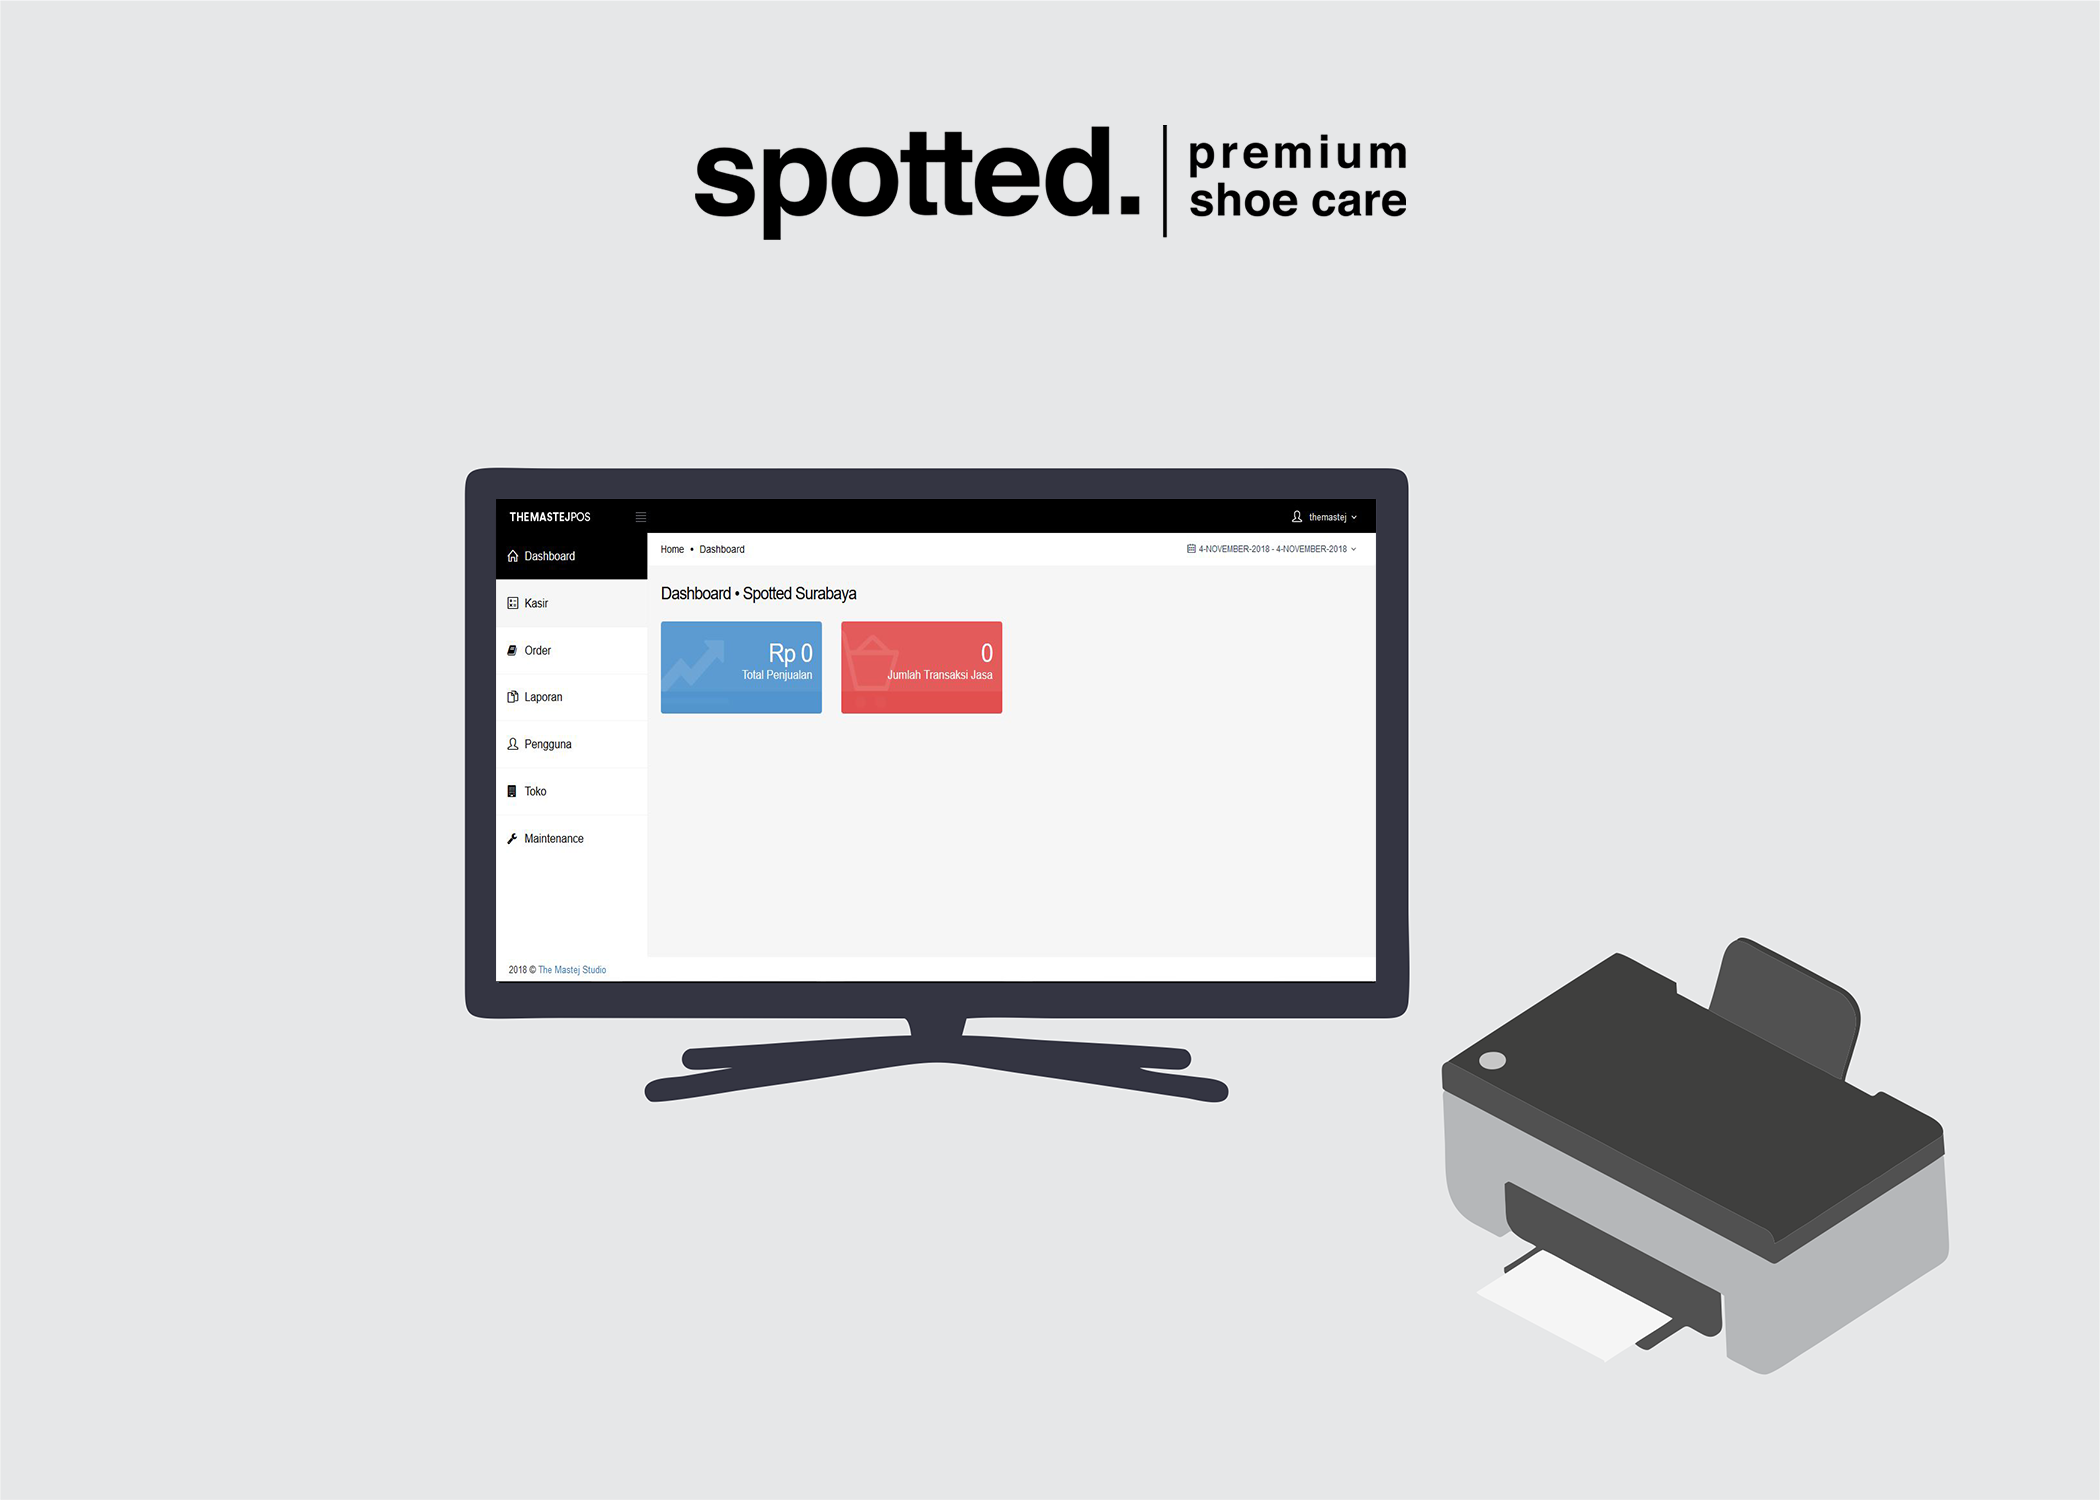 spotted.
premium
shoe care
THEMASTEJPOS
themastej
Dashboard
Home • Dashboard
4-NOVEMBER-2018 - 4-NOVEMBER-2018
Kasir
Order
Laporan
Pengguna
Toko
Maintenance
Dashboard • Spotted Surabaya
Rp 0
Total Penjualan
0
Jumlah Transaksi Jasa
2018 © The Mastej Studio